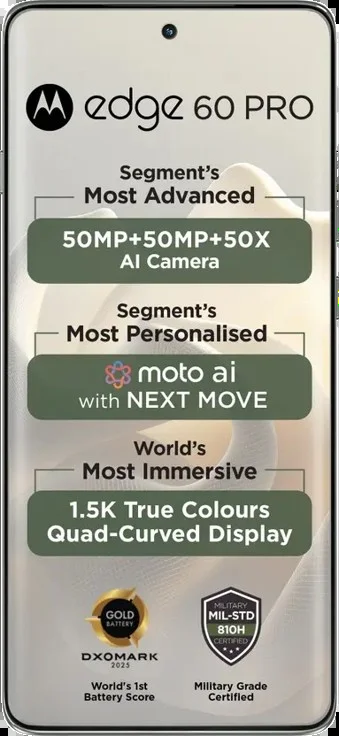 edge 60 PRO
Segment's
Most Advanced
50MP+50MP+50X
AI Camera
Segment's
Most Personalised
moto ai
with NEXT MOVE
World's
Most Immersive
1.5K True Colours
Quad-Curved Display
GOLD
BATTERY
DXOMARK
2025
World's 1st
Battery Score
MILITARY
MIL-STD
810H
CERTIFIED
Military Grade
Certified